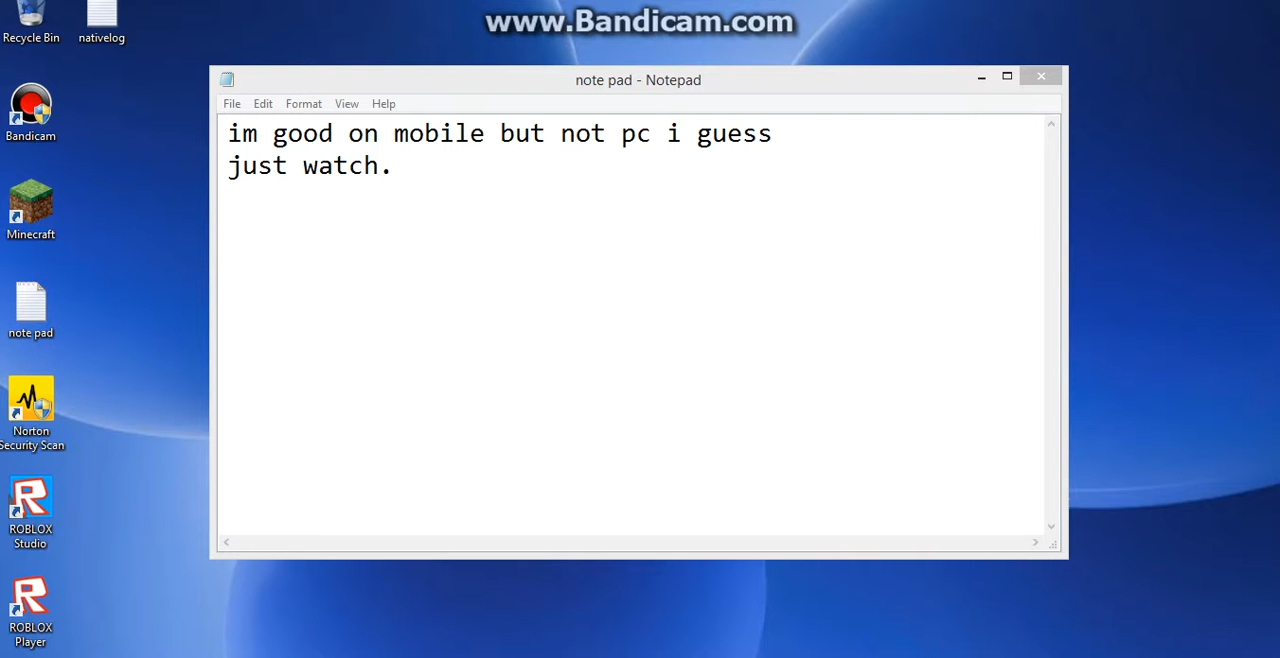 www.Bandicam.com
Recycle Bin
nativelog
note pad - Notepad
File Edit Format View Help
im good on mobile but not pc i guess
just watch.
Bandicam
Minecraft
note pad
Norton
Security Scan
ROBLOX
Studio
ROBLOX
Player